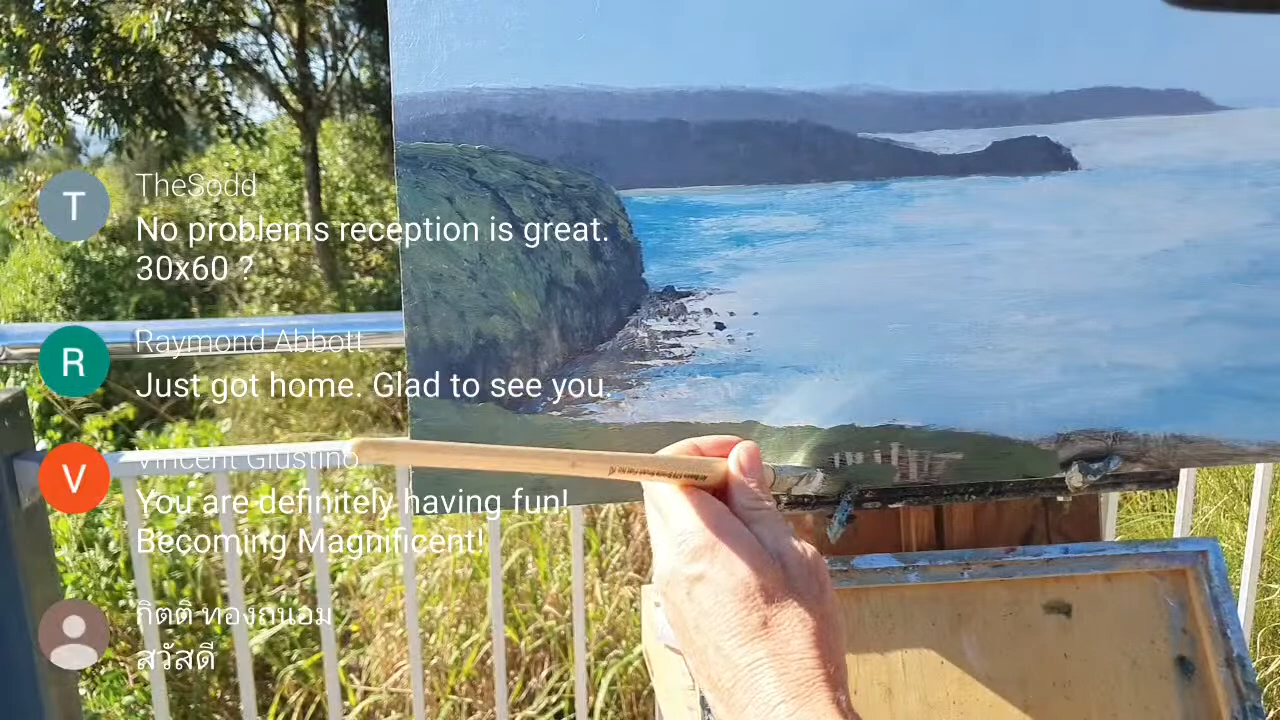 TheSodd
No problems reception is great.
30x60 ?
Raymond Abbott
Just got home. Glad to see you.
Vincent Giustino
You are definitely having fun!
Becoming Magnificent!
กิตติ ทองถนอม
สวัสดี
T
R
V